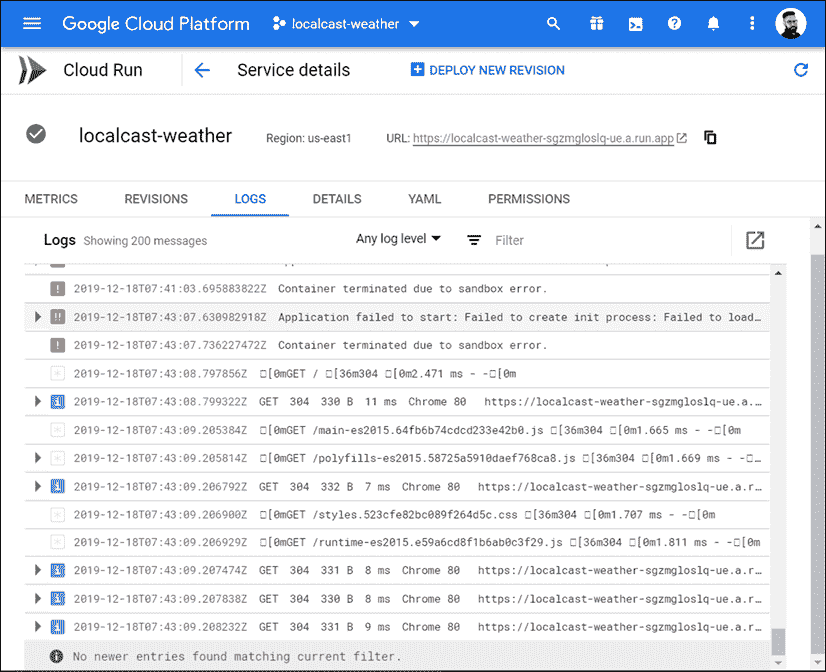 Google Cloud Platform localcast-weather
Cloud Run Service details DEPLOY NEW REVISION
localcast-weather Region: us-east1 URL: https://localcast-weather-sgzmgloslq-ue.a.run.app
METRICS REVISIONS LOGS DETAILS YAML PERMISSIONS
Logs Showing 200 messages Any log level Filter
!! 2019-12-18T07:41:03.695883822Z Container terminated due to sandbox error.
!! 2019-12-18T07:43:07.630982918Z Application failed to start: Failed to create init process: Failed to load…
! 2019-12-18T07:43:07.736227472Z Container terminated due to sandbox error.
* 2019-12-18T07:43:08.797856Z □[0mGET / □[36m304 □[0m2.471 ms - -□[0m
i 2019-12-18T07:43:08.799322Z GET 304 330 B 11 ms Chrome 80 https://localcast-weather-sgzmgloslq-ue.a.…
* 2019-12-18T07:43:09.205384Z □[0mGET /main-es2015.64fb6b74cdcd233e42b0.js □[36m304 □[0m1.665 ms - -□[0m
* 2019-12-18T07:43:09.205814Z □[0mGET /polyfills-es2015.58725a5910daef768ca8.js □[36m304 □[0m1.669 ms - -□…
i 2019-12-18T07:43:09.206792Z GET 304 332 B 7 ms Chrome 80 https://localcast-weather-sgzmgloslq-ue.a.r…
* 2019-12-18T07:43:09.206900Z □[0mGET /styles.523cfe82bc089f264d5c.css □[36m304 □[0m1.707 ms - -□[0m
* 2019-12-18T07:43:09.206929Z □[0mGET /runtime-es2015.e59a6cd8f1b6ab0c3f29.js □[36m304 □[0m1.811 ms - -□[0m
i 2019-12-18T07:43:09.207474Z GET 304 331 B 8 ms Chrome 80 https://localcast-weather-sgzmgloslq-ue.a.r…
i 2019-12-18T07:43:09.207838Z GET 304 330 B 8 ms Chrome 80 https://localcast-weather-sgzmgloslq-ue.a.r…
i 2019-12-18T07:43:09.208232Z GET 304 331 B 9 ms Chrome 80 https://localcast-weather-sgzmgloslq-ue.a.r…
No newer entries found matching current filter.